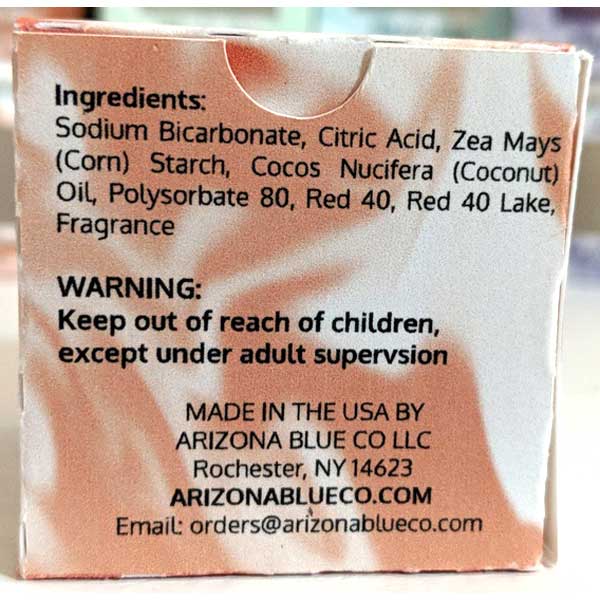 Ingredients:
Sodium Bicarbonate, Citric Acid, Zea Mays
(Corn) Starch, Cocos Nucifera (Coconut)
Oil, Polysorbate 80, Red 40, Red 40 Lake,
Fragrance
WARNING:
Keep out of reach of children,
except under adult supervsion
MADE IN THE USA BY
ARIZONA BLUE CO LLC
Rochester, NY 14623
ARIZONABLUECO.COM
Email: orders@arizonablueco.com